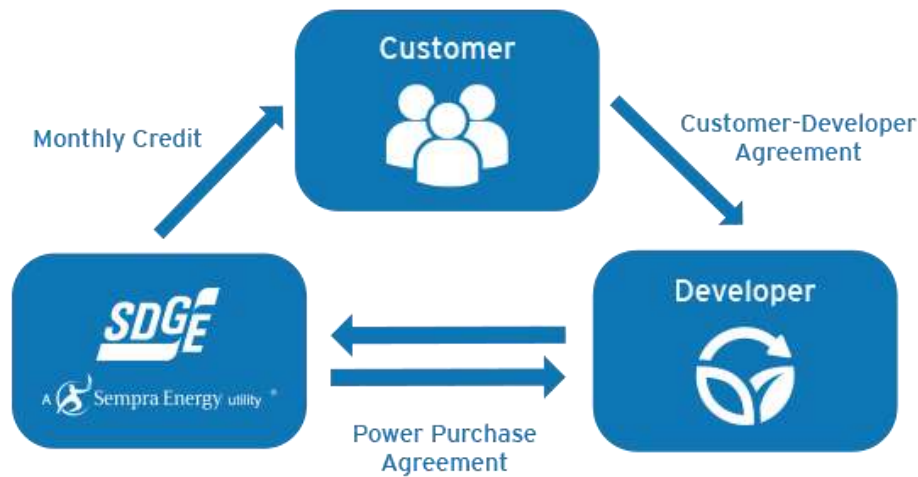 Customer
Monthly Credit
Customer-Developer
Agreement
Developer
SDGE
A Sempra Energy utility ®
Power Purchase
Agreement